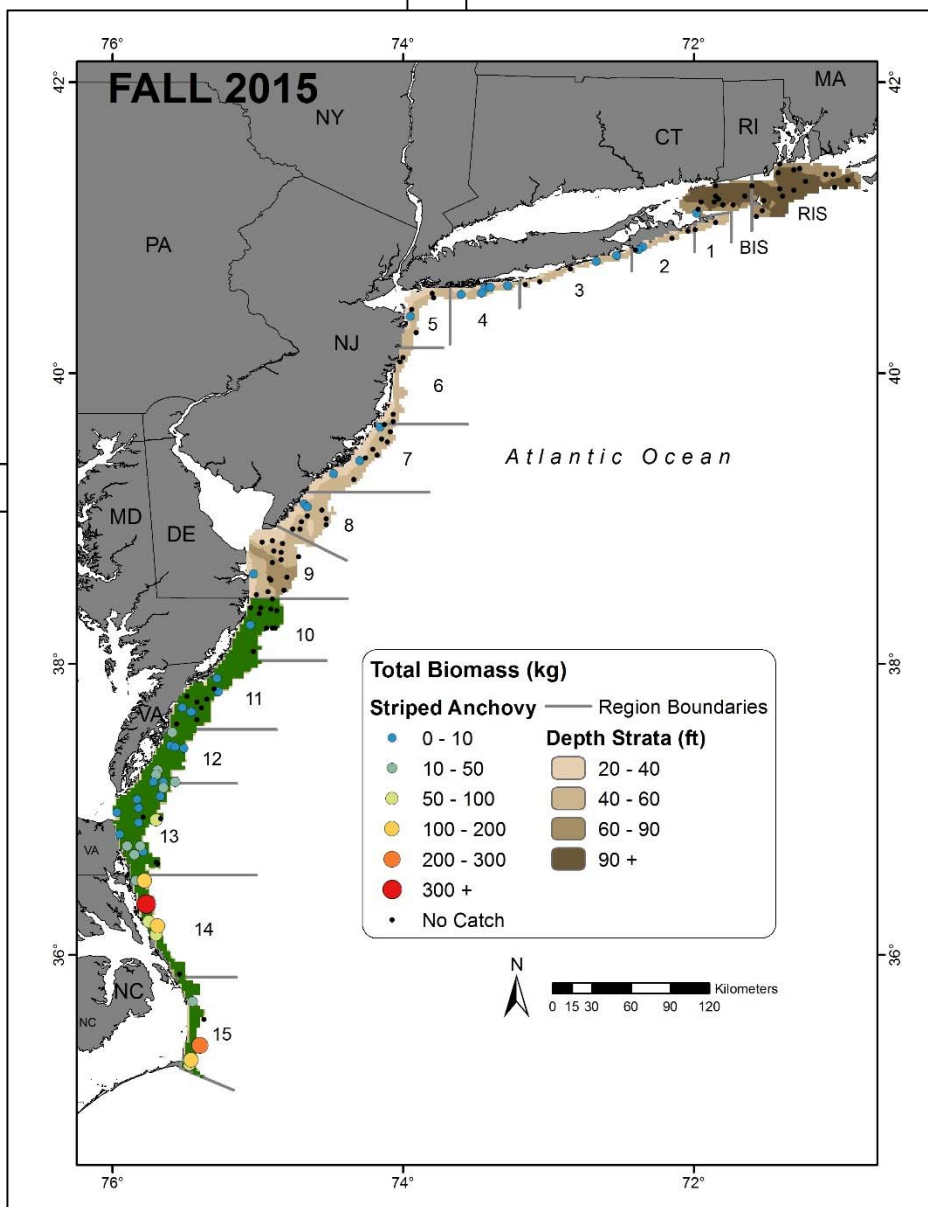 76°
74°
72°
42°
42°
FALL 2015
MA
NY
CT
RI
RIS
PA
BIS
1
2
3
4
5
NJ
40°
40°
6
7
Atlantic Ocean
MD
DE
8
9
10
38°
38°
11
VA
12
13
VA
14
36°
36°
NC
NC
15
Total Biomass (kg)
Striped Anchovy
0 - 10
10 - 50
50 - 100
100 - 200
200 - 300
300 +
No Catch
Region Boundaries
Depth Strata (ft)
20 - 40
40 - 60
60 - 90
90 +
N
Kilometers
0 15 30 60 90 120
76°
74°
72°